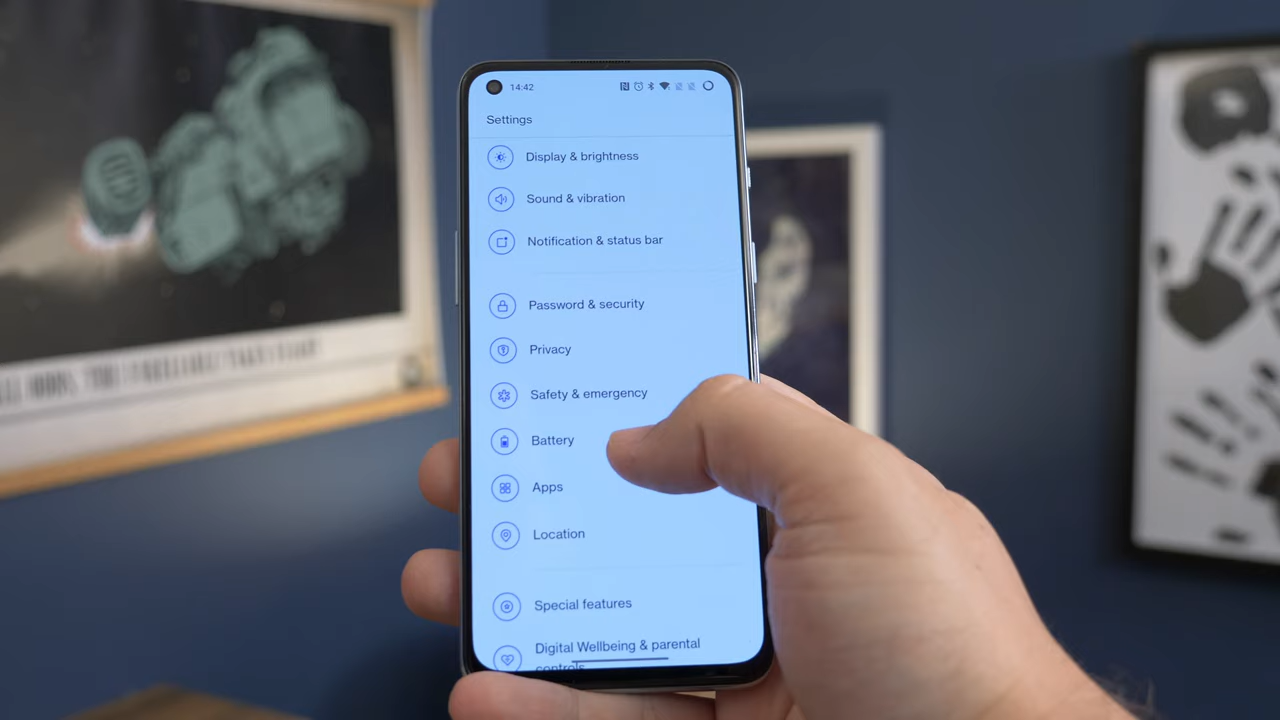 14:42
Settings
Display & brightness
Sound & vibration
Notification & status bar
Password & security
Privacy
Safety & emergency
Battery
Apps
Location
Special features
Digital Wellbeing & parental
controls